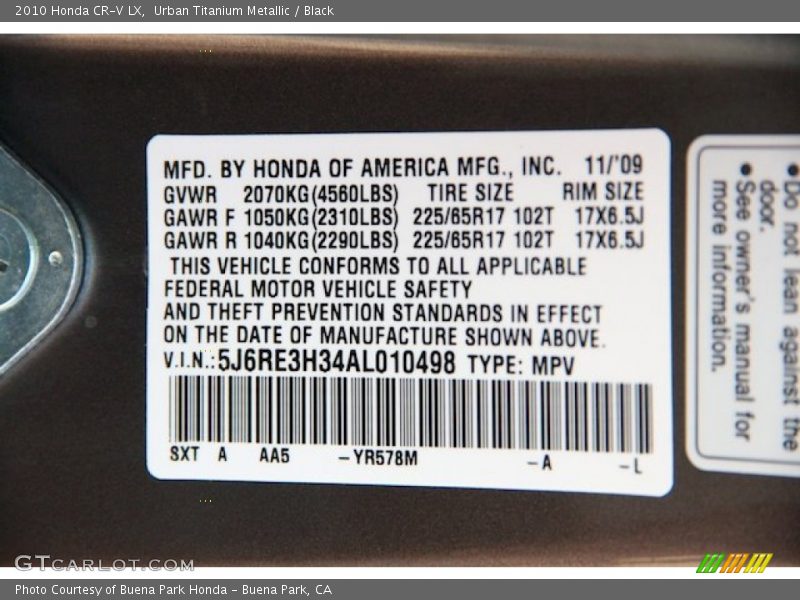 2010 Honda CR-V LX,  Urban Titanium Metallic / Black
MFD. BY HONDA OF AMERICA MFG., INC. 11/'09
GVWR 2070KG(4560LBS) TIRE SIZE RIM SIZE
GAWR F 1050KG(2310LBS) 225/65R17 102T 17X6.5J
GAWR R 1040KG(2290LBS) 225/65R17 102T 17X6.5J
THIS VEHICLE CONFORMS TO ALL APPLICABLE
FEDERAL MOTOR VEHICLE SAFETY
AND THEFT PREVENTION STANDARDS IN EFFECT
ON THE DATE OF MANUFACTURE SHOWN ABOVE.
V.I.N.:5J6RE3H34AL010498 TYPE: MPV
SXT A AA5 -YR578M -A -L
●Do not lean against the
door.
●See owner's manual for
more information.
GTCARLOT.COM
Photo Courtesy of Buena Park Honda - Buena Park, CA